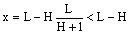 x = L − H L/(H + 1) < L − H